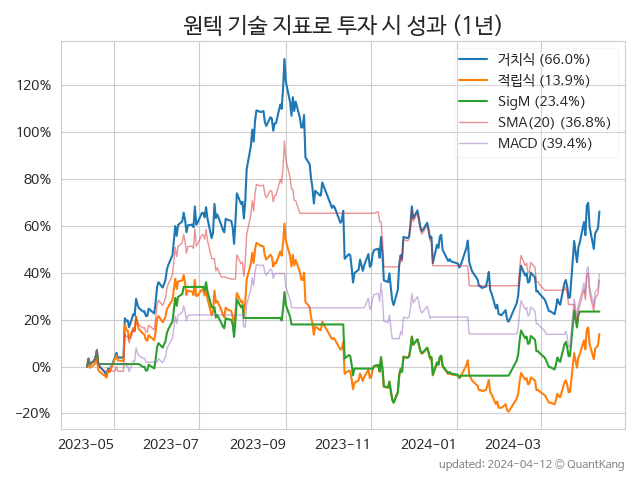 원텍 기술 지표로 투자 시 성과 (1년)
거치식 (66.0%)
적립식 (13.9%)
SigM (23.4%)
SMA(20) (36.8%)
MACD (39.4%)
120%
100%
80%
60%
40%
20%
0%
−20%
2023-05 2023-07 2023-09 2023-11 2024-01 2024-03
updated: 2024-04-12 © QuantKang